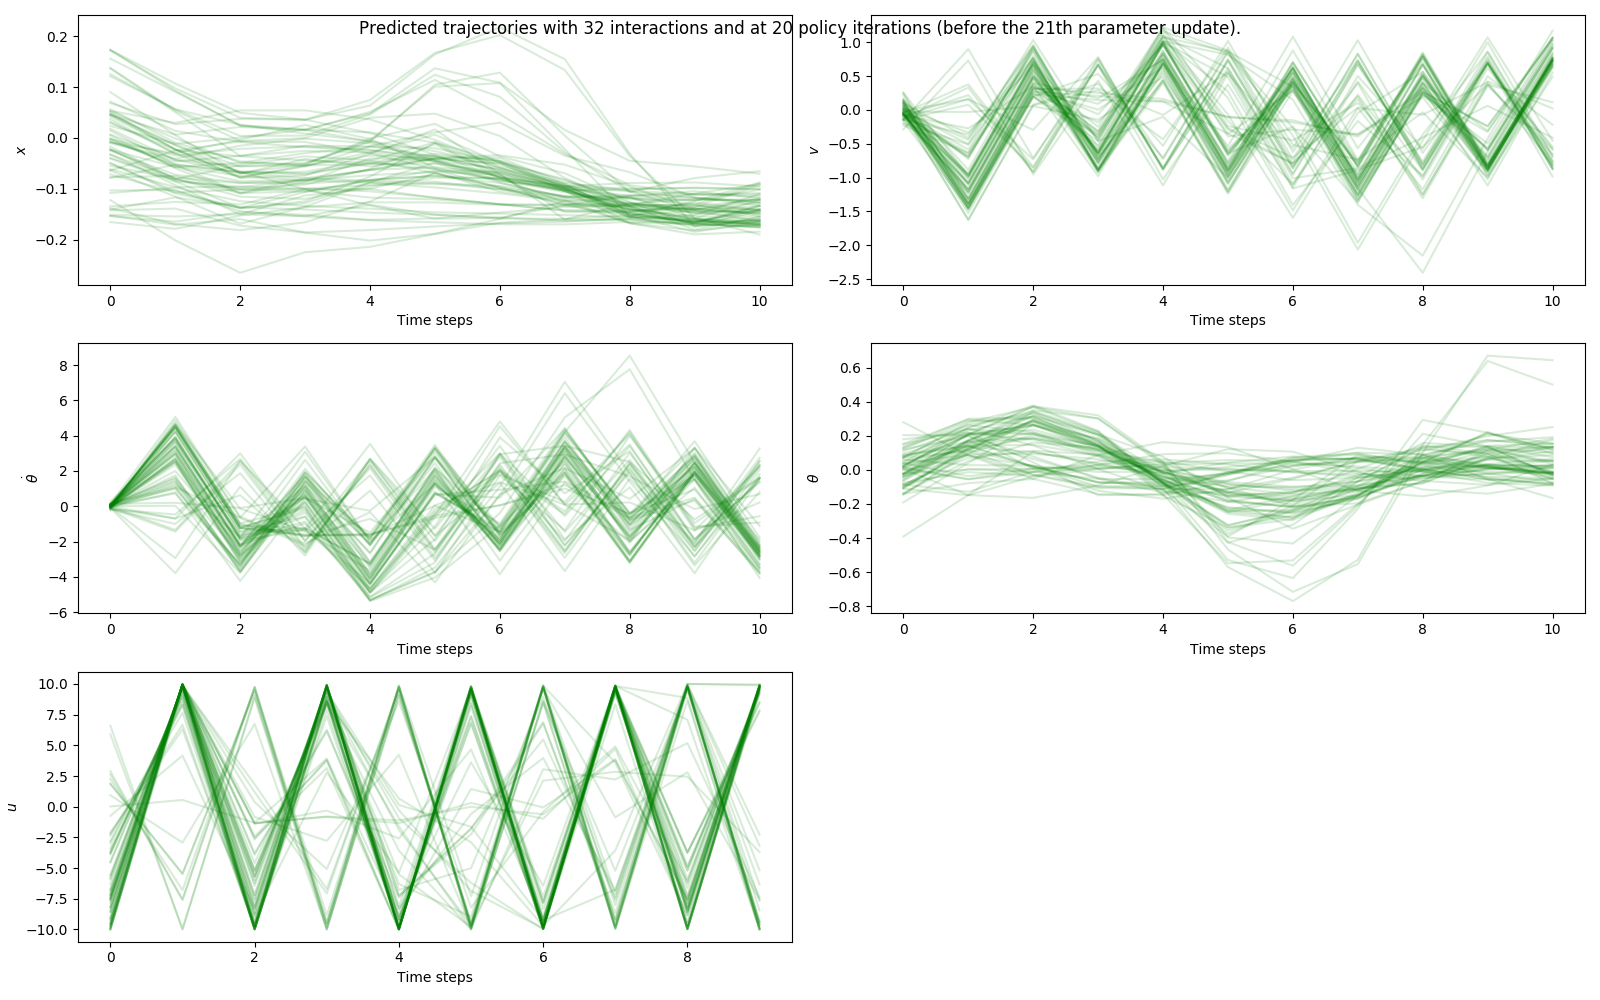 Predicted trajectories with 32 interactions and at 20 policy iterations (before the 21th parameter update).
0.2
0.1
0.0
−0.1
−0.2
x
0 2 4 6 8 10
Time steps
1.0
0.5
0.0
−0.5
−1.0
−1.5
−2.0
−2.5
v
0 2 4 6 8 10
Time steps
8
6
4
2
0
−2
−4
−6
θ̇
0 2 4 6 8 10
Time steps
0.6
0.4
0.2
0.0
−0.2
−0.4
−0.6
−0.8
θ
0 2 4 6 8 10
Time steps
10.0
7.5
5.0
2.5
0.0
−2.5
−5.0
−7.5
−10.0
u
0 2 4 6 8
Time steps